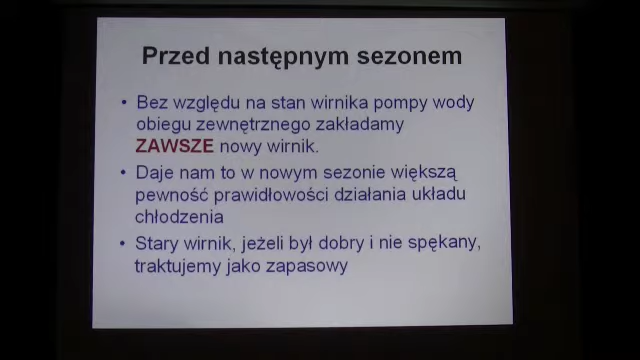 Przed następnym sezonem
• Bez względu na stan wirnika pompy wody
obiegu zewnętrznego zakładamy
ZAWSZE nowy wirnik.
• Daje nam to w nowym sezonie większą
pewność prawidłowości działania układu
chłodzenia
• Stary wirnik, jeżeli był dobry i nie spękany,
traktujemy jako zapasowy